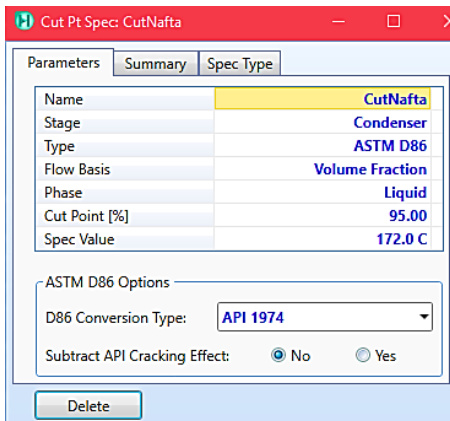 Cut Pt Spec: CutNafta
Parameters Summary Spec Type
Name CutNafta
Stage Condenser
Type ASTM D86
Flow Basis Volume Fraction
Phase Liquid
Cut Point [%] 95.00
Spec Value 172.0 C
ASTM D86 Options
D86 Conversion Type: API 1974
Subtract API Cracking Effect: No Yes
Delete